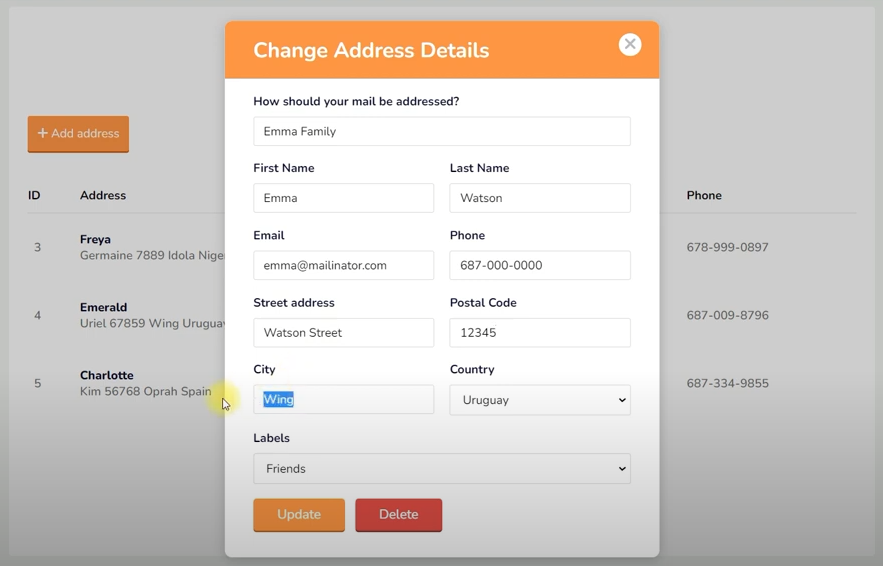 Change Address Details
How should your mail be addressed?
Emma Family
+ Add address
First Name Last Name
Emma Watson
ID Address Phone
Email Phone
Freya
3 678-999-0897
Germaine 7889 Idola Nige
emma@mailinator.com 687-000-0000
Street address Postal Code
Emerald
4 687-009-8796
Uriel 67859 Wing Uruguay
Watson Street 12345
City Country
Charlotte
5 687-334-9855
Kim 56768 Oprah Spain
Wing Uruguay
Labels
Friends
Update Delete